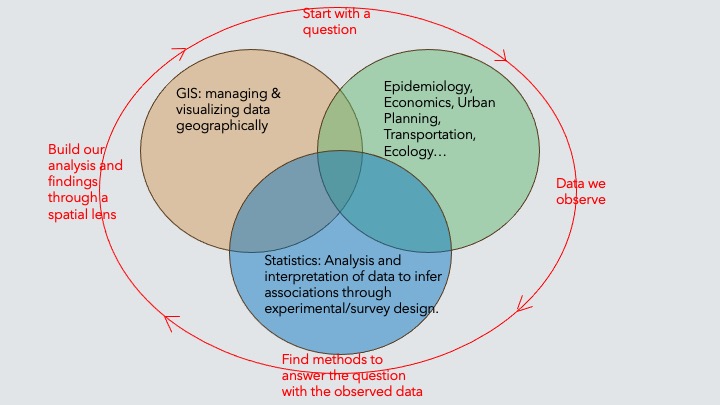 Start with a
question
GIS: managing &
visualizing data
geographically
Epidemiology,
Economics, Urban
Planning,
Transportation,
Ecology...
Build our
analysis and
findings
through a
spatial lens
Data we
observe
Statistics: Analysis and
interpretation of data to infer
associations through
experimental/survey design.
Find methods to
answer the question
with the observed data